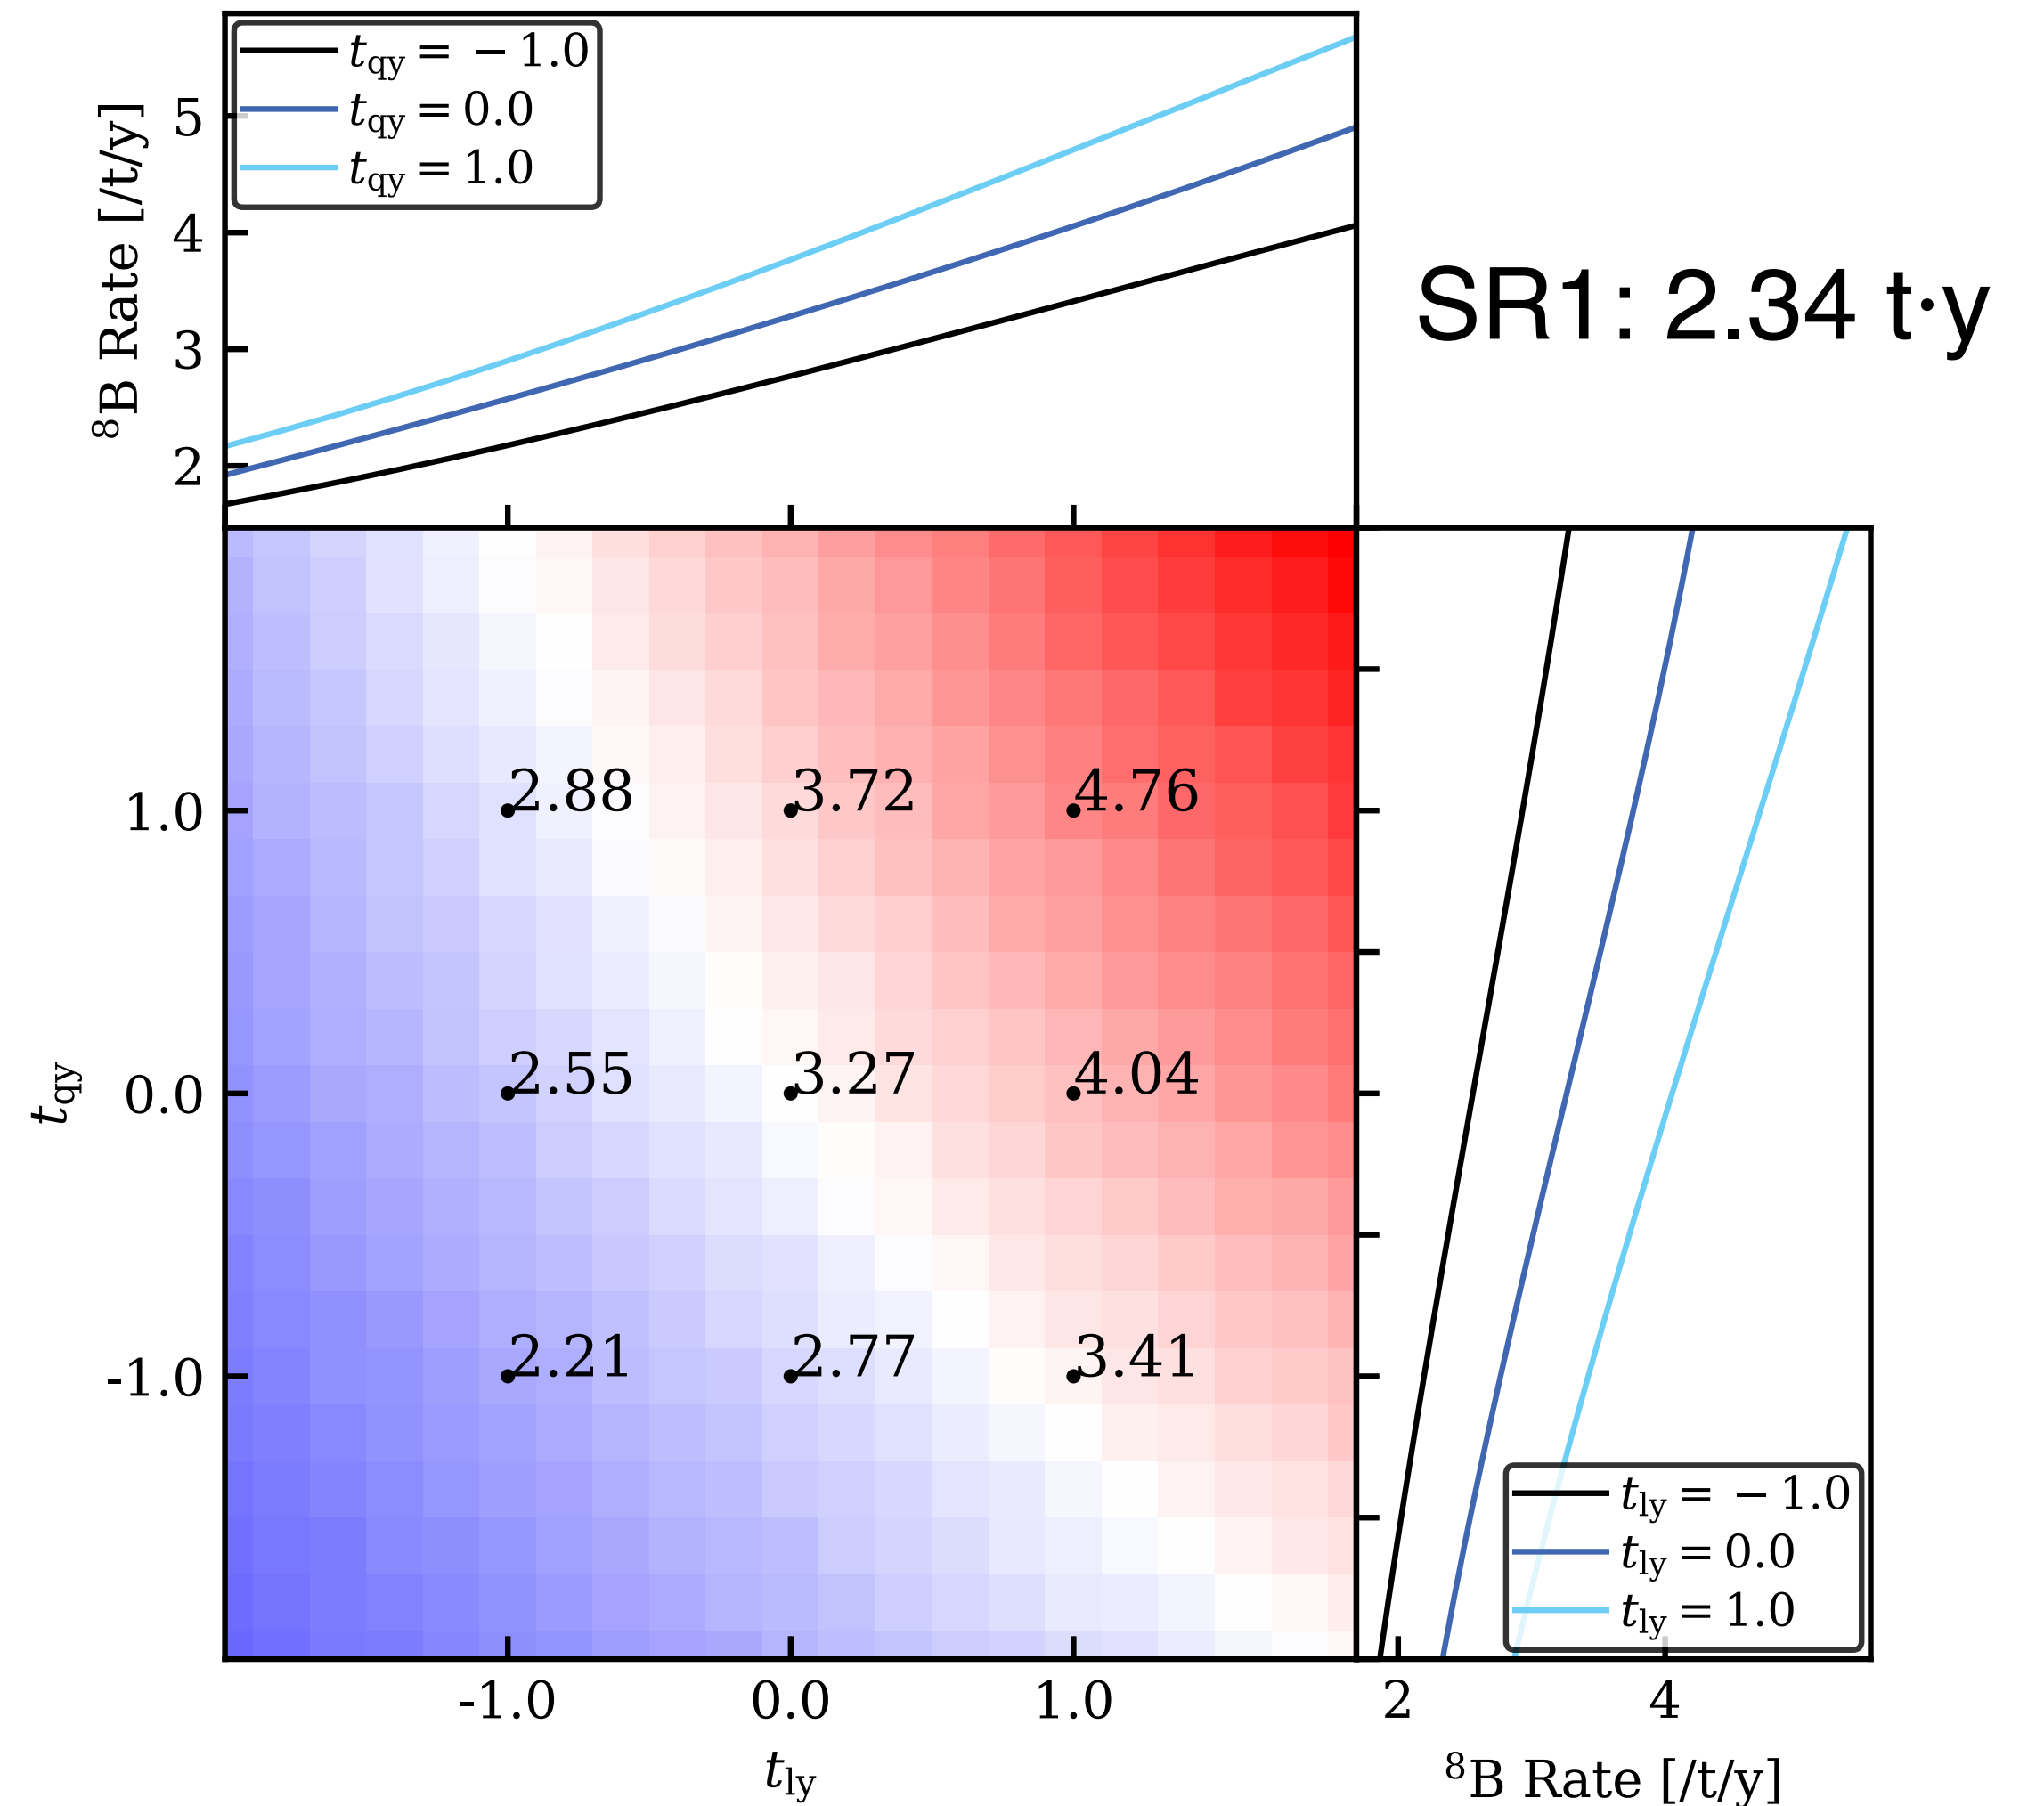 t_qy = −1.0
t_qy = 0.0
t_qy = 1.0
⁸B Rate [/t/y]
5
4
3
2
SR1: 2.34 t·y
2.88 3.72 4.76
2.55 3.27 4.04
2.21 2.77 3.41
t_qy
1.0
0.0
-1.0
t_ly = −1.0
t_ly = 0.0
t_ly = 1.0
-1.0 0.0 1.0
t_ly
2 4
⁸B Rate [/t/y]